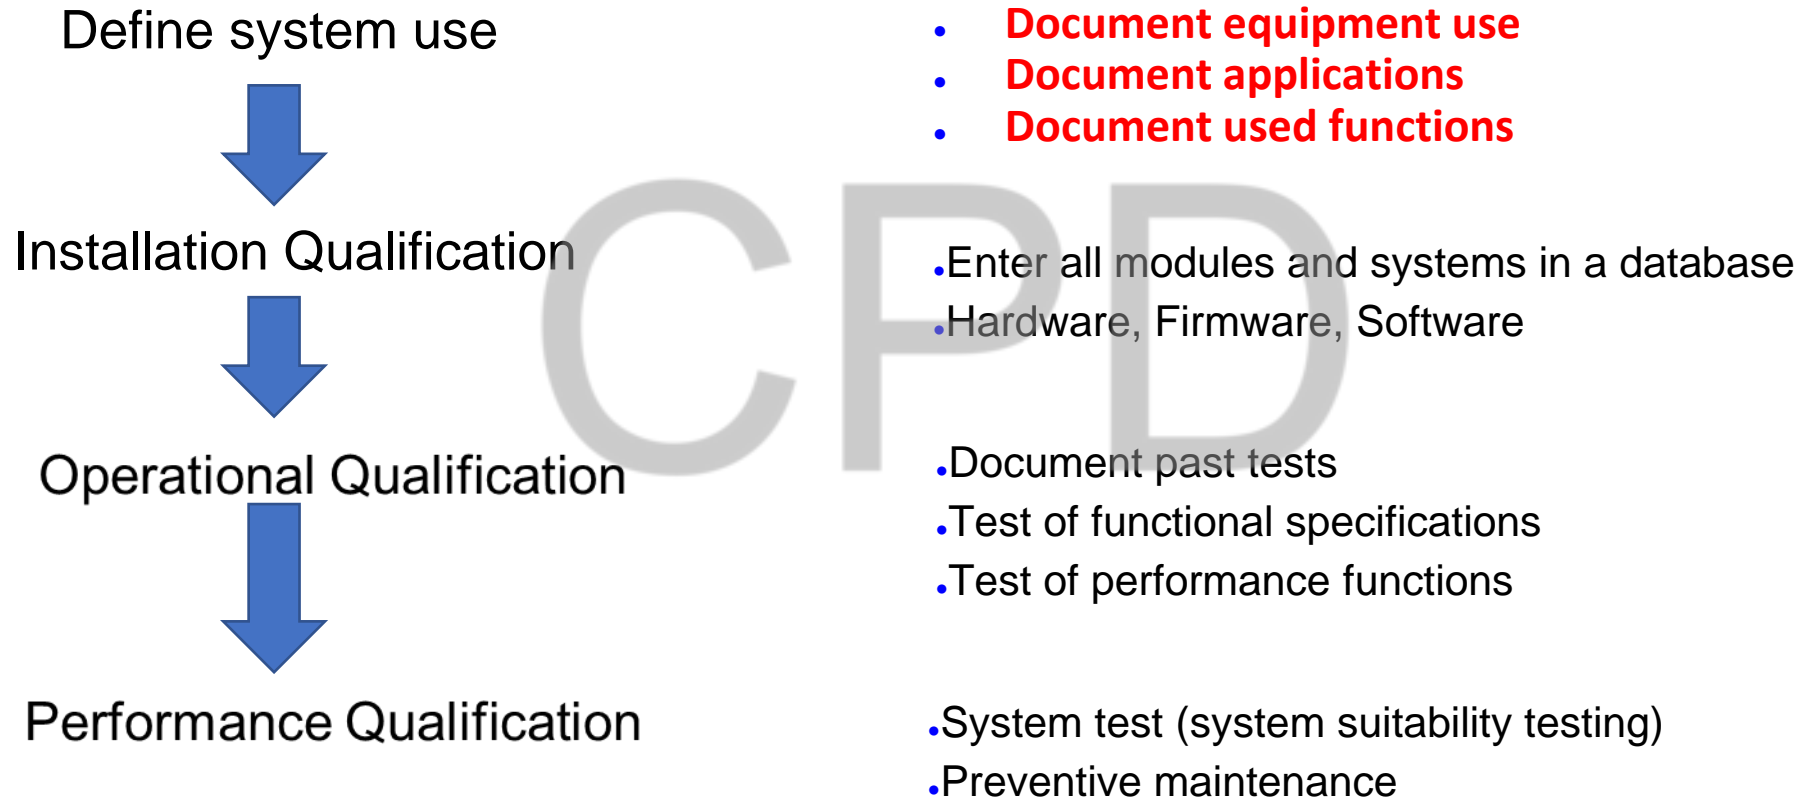 Define system use
• Document equipment use
• Document applications
• Document used functions
Installation Qualification
•Enter all modules and systems in a database
•Hardware, Firmware, Software
CPD
Operational Qualification
•Document past tests
•Test of functional specifications
•Test of performance functions
Performance Qualification
•System test (system suitability testing)
•Preventive maintenance